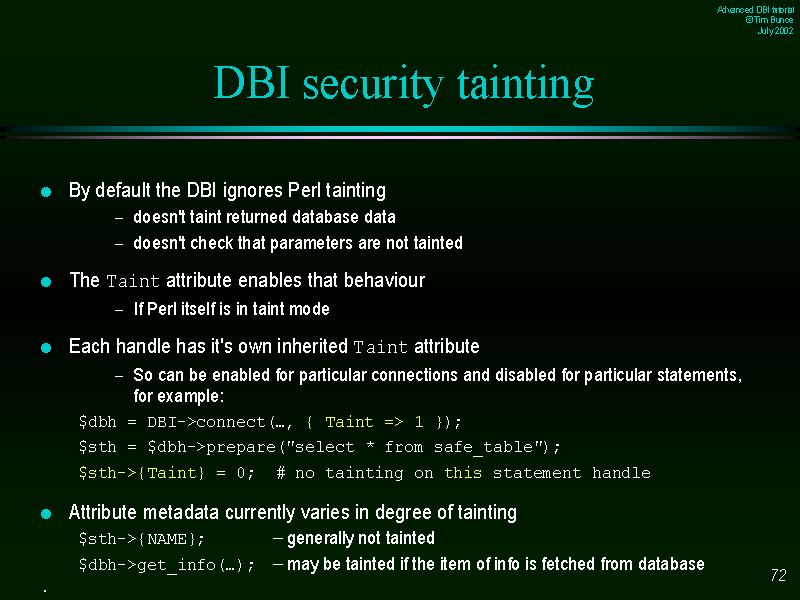 Advanced DBI tutorial
©Tim Bunce
July 2002
DBI security tainting
● By default the DBI ignores Perl tainting
– doesn't taint returned database data
– doesn't check that parameters are not tainted
● The Taint attribute enables that behaviour
– If Perl itself is in taint mode
● Each handle has it's own inherited Taint attribute
– So can be enabled for particular connections and disabled for particular statements,
for example:
$dbh = DBI->connect(…, { Taint => 1 });
$sth = $dbh->prepare("select * from safe_table");
$sth->{Taint} = 0;  # no tainting on this statement handle
● Attribute metadata currently varies in degree of tainting
$sth->{NAME};  – generally not tainted
$dbh->get_info(…);  – may be tainted if the item of info is fetched from database
72
.